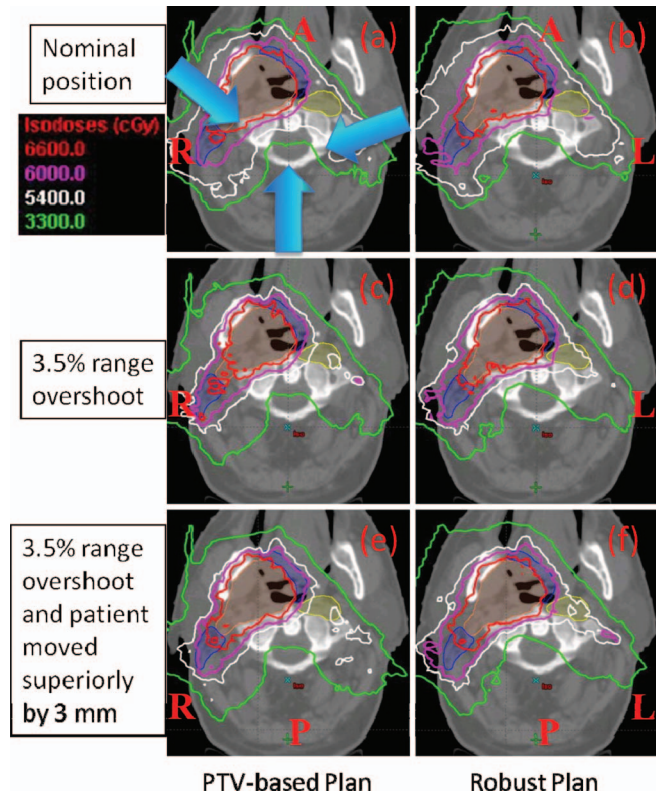 Nominal
position
A
(a)
A
(b)
Isodoses (cGy)
6600.0
6000.0
5400.0
3300.0
R
L
3.5% range
overshoot
(c)
(d)
R
L
3.5% range
overshoot
and patient
moved
superiorly
by 3 mm
(e)
(f)
R
L
P
P
PTV-based Plan
Robust Plan